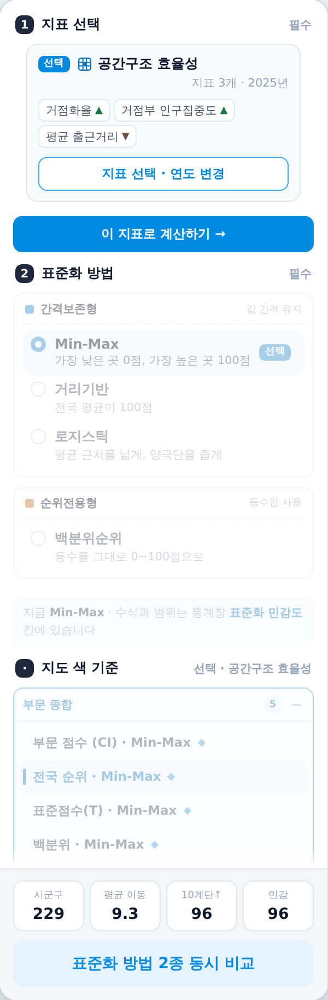 1 지표 선택 필수
선택 공간구조 효율성
지표 3개 · 2025년
거점화율 ▲ 거점부 인구집중도 ▲
평균 출근거리 ▼
지표 선택 · 연도 변경
이 지표로 계산하기 →
2 표준화 방법 필수
간격보존형 값 간격 유지
Min-Max
가장 낮은 곳 0점, 가장 높은 곳 100점 선택
거리기반
전국 평균이 100점
로지스틱
평균 근처를 넓게, 양극단을 좁게
순위전용형 등수만 사용
백분위순위
등수를 그대로 0~100점으로
지금 Min-Max · 수식과 범위는 통계창 표준화 민감도
칸에 있습니다
· 지도 색 기준 선택 · 공간구조 효율성
부문 종합 5 –
부문 점수 (CI) · Min-Max ◆
전국 순위 · Min-Max ◆
표준점수(T) · Min-Max ◆
백분위 · Min-Max ◆
시군구 평균 이동 10계단↑ 민감
229 9.3 96 96
표준화 방법 2종 동시 비교